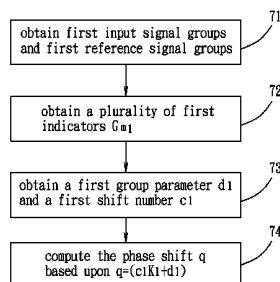 71
obtain first input signal groups
and first reference signal groups
72
obtain a plurality of first
indicators Gm1
73
obtain a first group parameter d1
and a first shift number c1
74
compute the phase shift q
based upon q=(c1K1+d1)